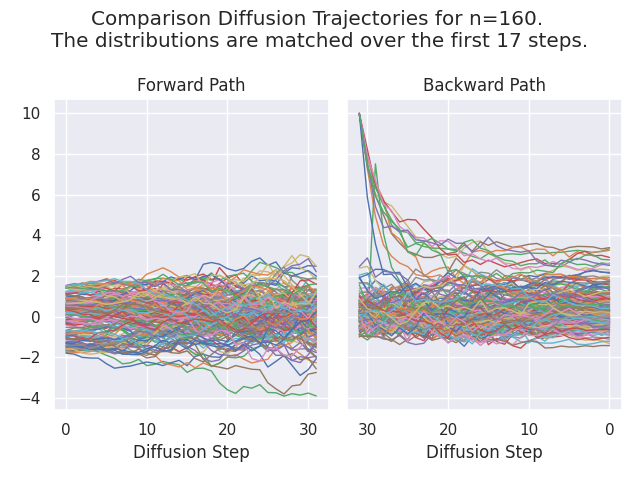 Comparison Diffusion Trajectories for n=160.
The distributions are matched over the first 17 steps.
Forward Path
Backward Path
10
8
6
4
2
0
−2
−4
0
10
20
30
30
20
10
0
Diffusion Step
Diffusion Step